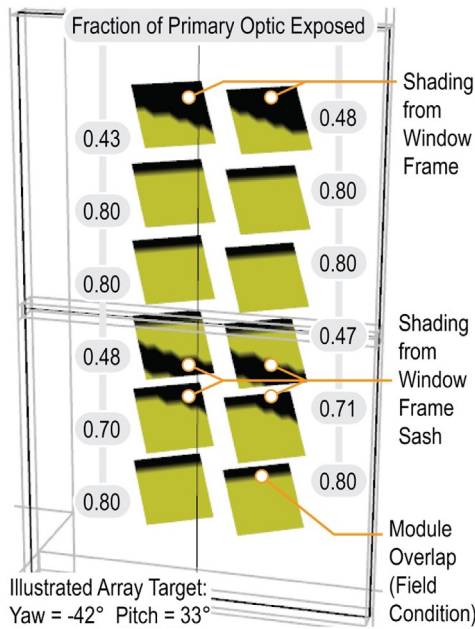 Fraction of Primary Optic Exposed
Shading
from
Window
Frame
0.43
0.48
0.80
0.80
0.80
0.80
0.48
0.47
Shading
from
Window
Frame
Sash
0.70
0.71
0.80
0.80
Module
Overlap
(Field
Condition)
Illustrated Array Target:
Yaw = -42° Pitch = 33°